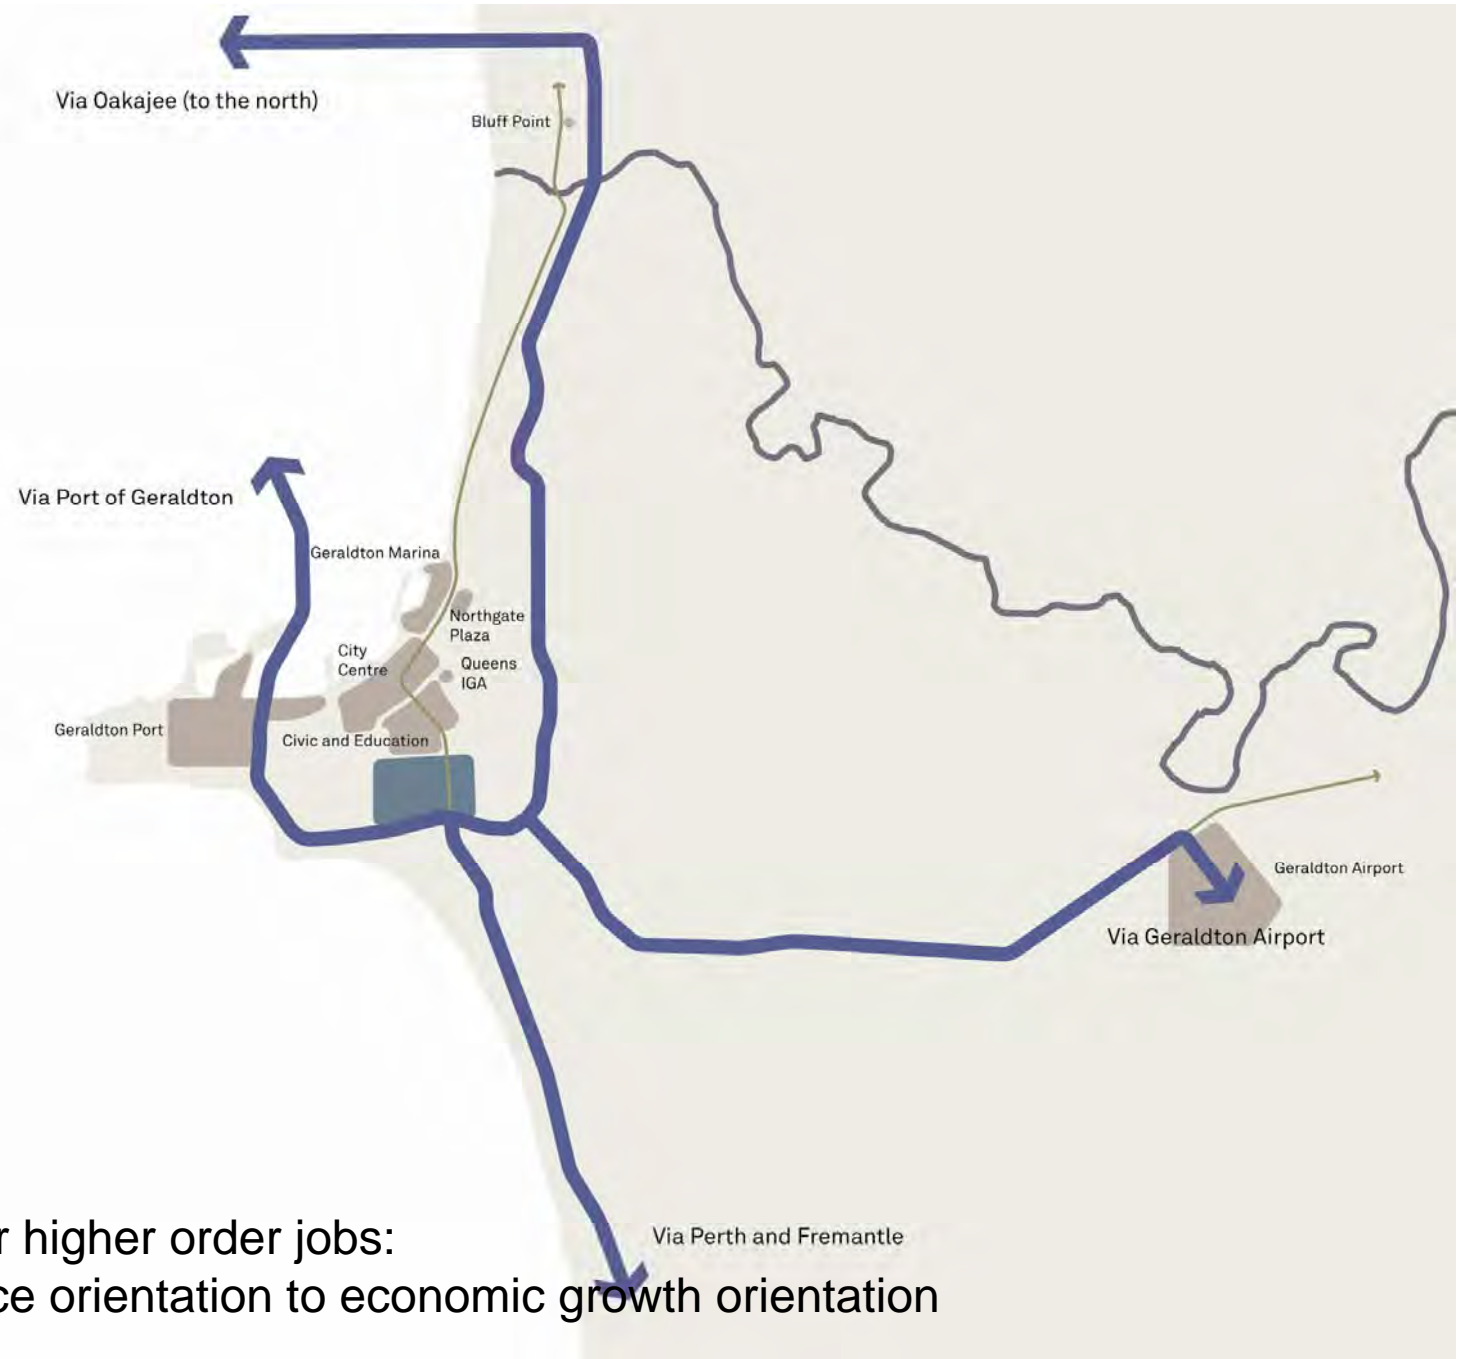 Via Oakajee (to the north)
Bluff Point
Via Port of Geraldton
Geraldton Marina
Northgate
Plaza
City
Centre
Queens
IGA
Geraldton Port
Civic and Education
Geraldton Airport
Via Geraldton Airport
Via Perth and Fremantle
higher order jobs:
orientation to economic growth orientation